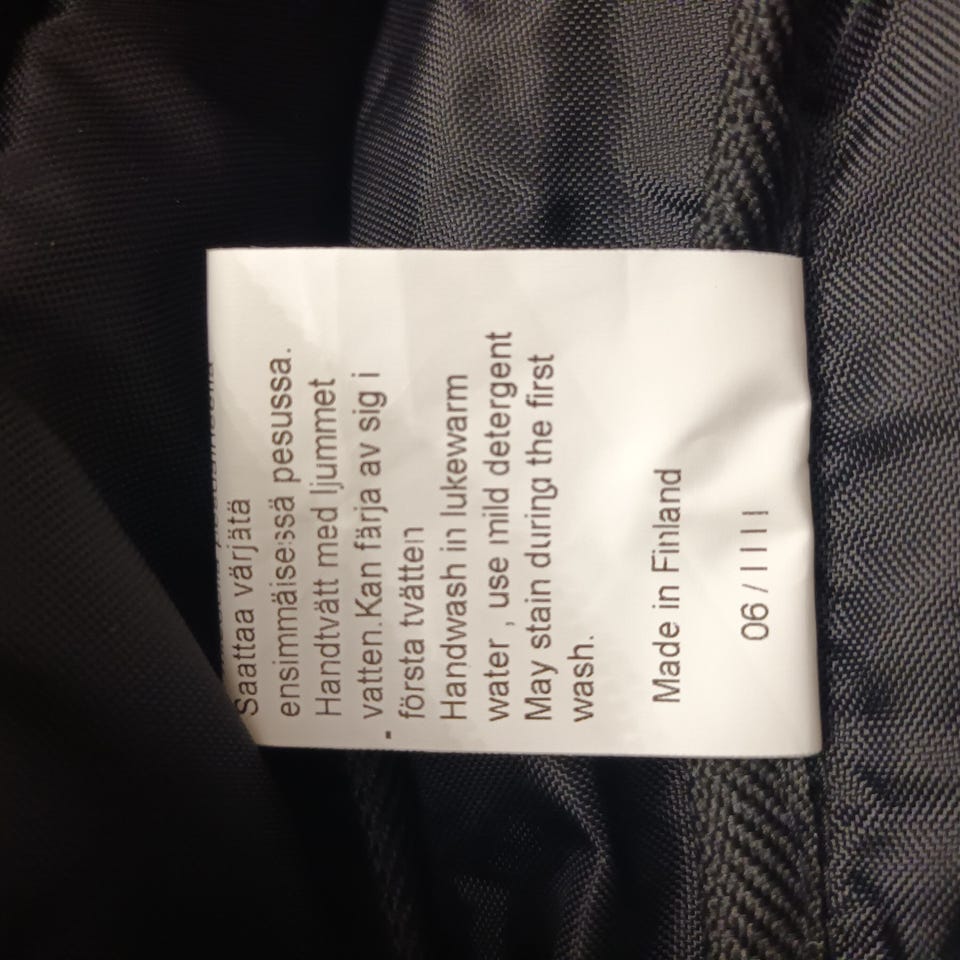 Saattaa värjätä
ensimmäisessä pesussa.
Handtvätt med ljummet
vatten.Kan färja av sig i
första tvätten
Handwash in lukewarm
water , use mild detergent
May stain during the first
wash.
Made in Finland
06 / I I I I